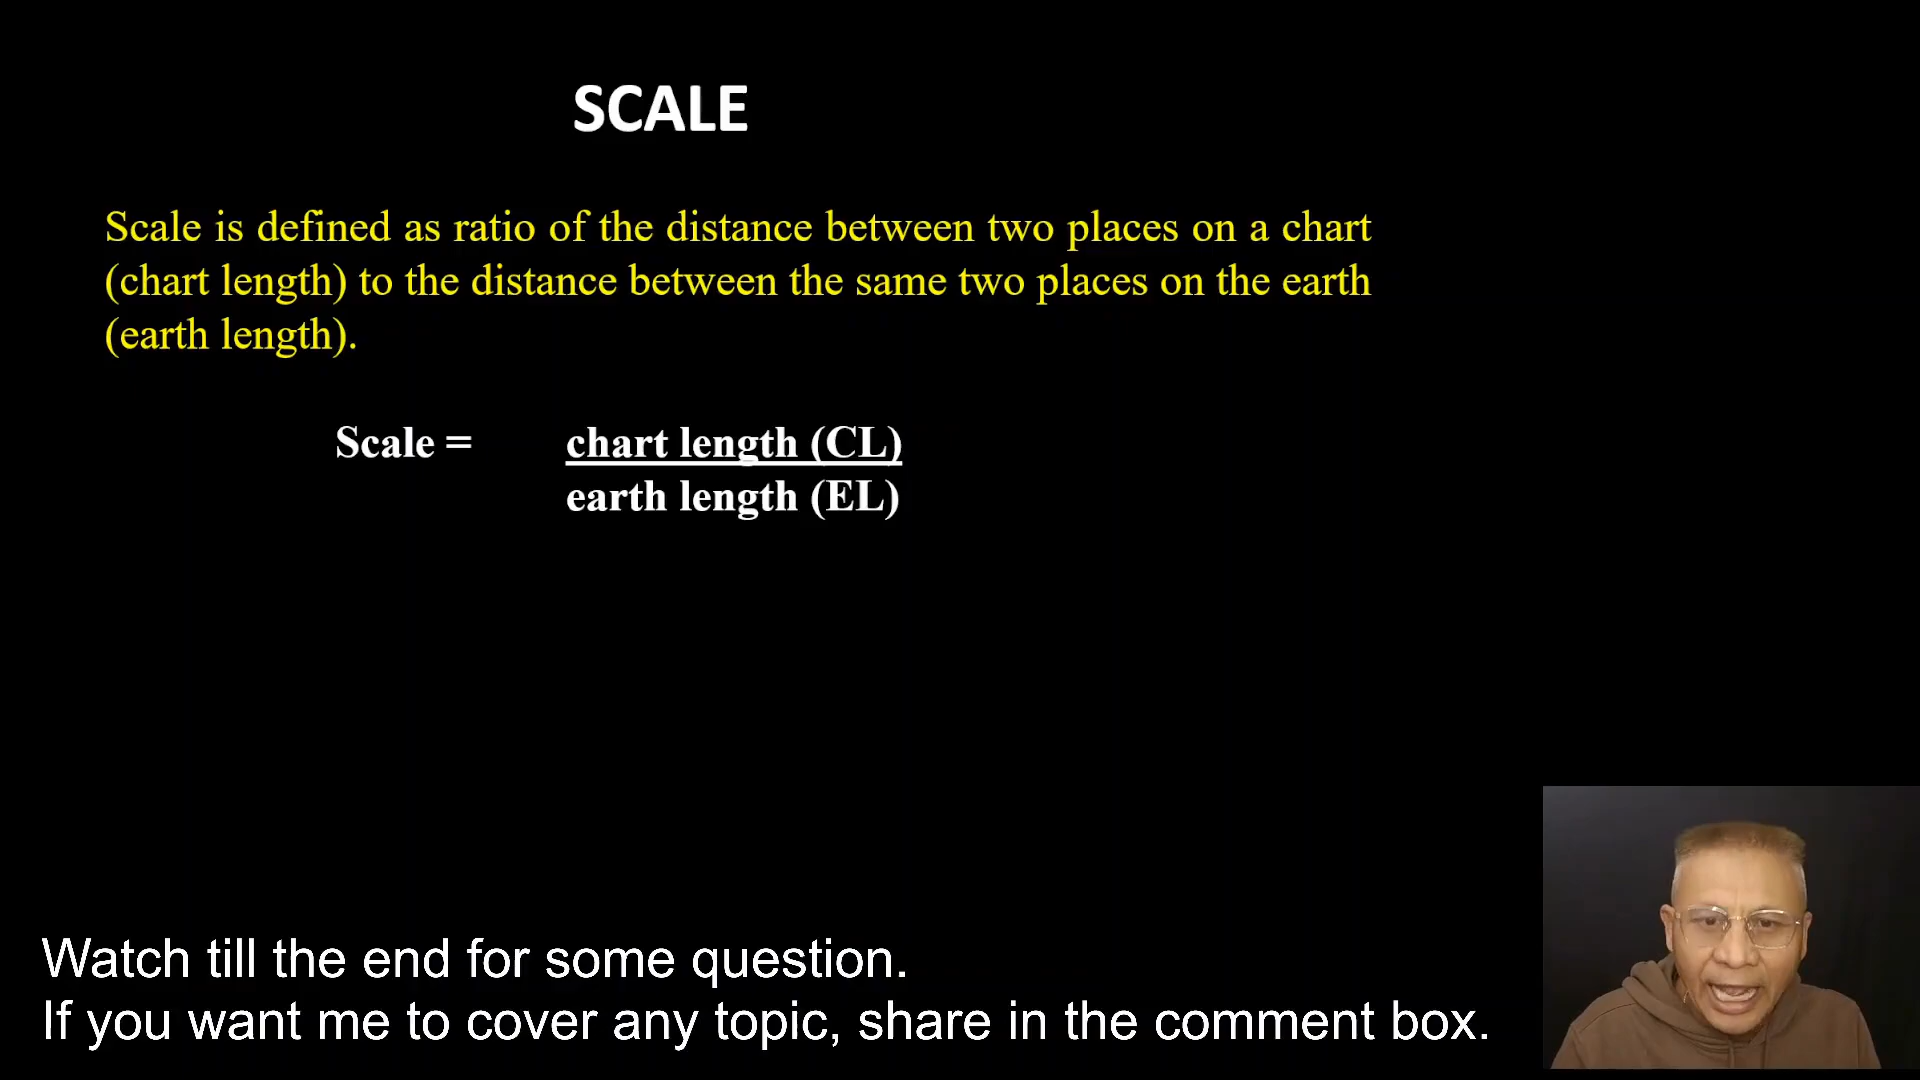 SCALE
Scale is defined as ratio of the distance between two places on a chart
(chart length) to the distance between the same two places on the earth
(earth length).
Scale = chart length (CL)
earth length (EL)
Watch till the end for some question.
If you want me to cover any topic, share in the comment box.